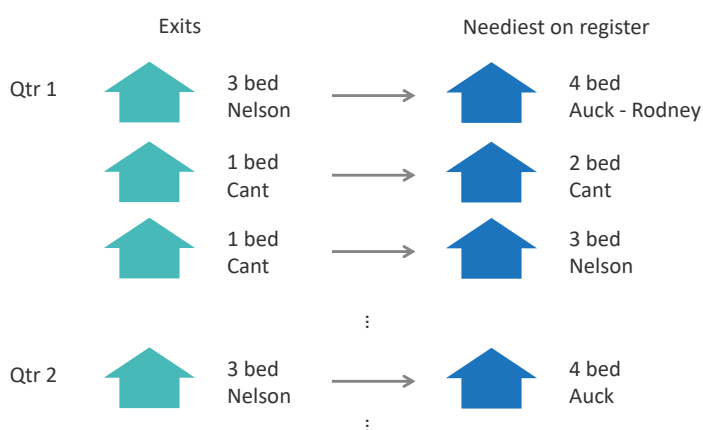 Exits
Neediest on register
Qtr 1
3 bed
Nelson
4 bed
Auck - Rodney
1 bed
Cant
2 bed
Cant
1 bed
Cant
3 bed
Nelson
...
Qtr 2
3 bed
Nelson
4 bed
Auck
...